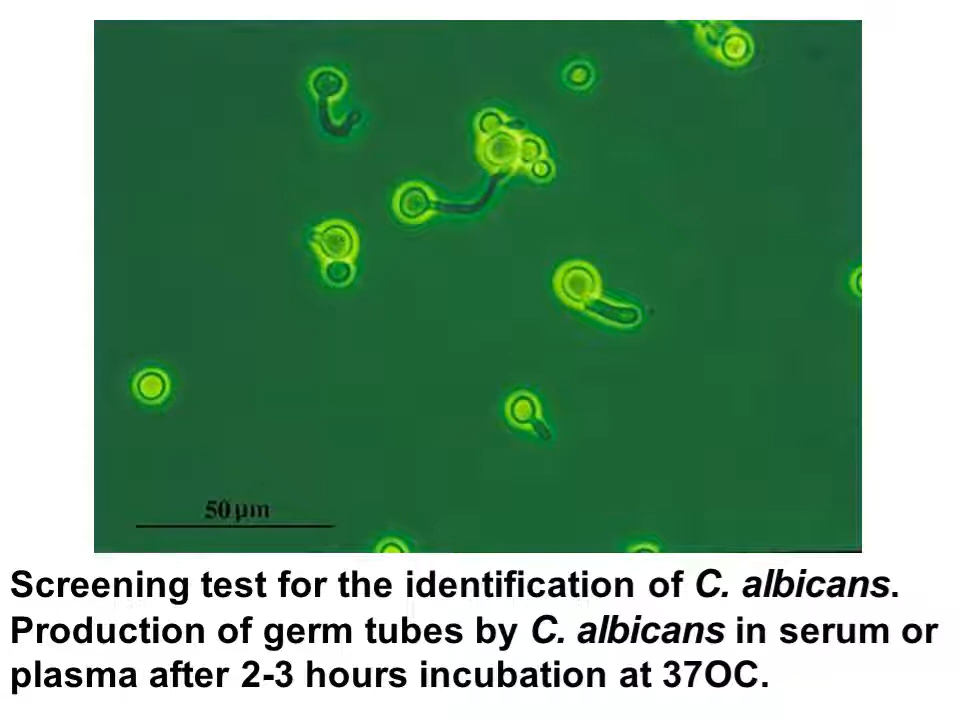 50 µm
Screening test for the identification of C. albicans.
Production of germ tubes by C. albicans in serum or
plasma after 2-3 hours incubation at 37OC.